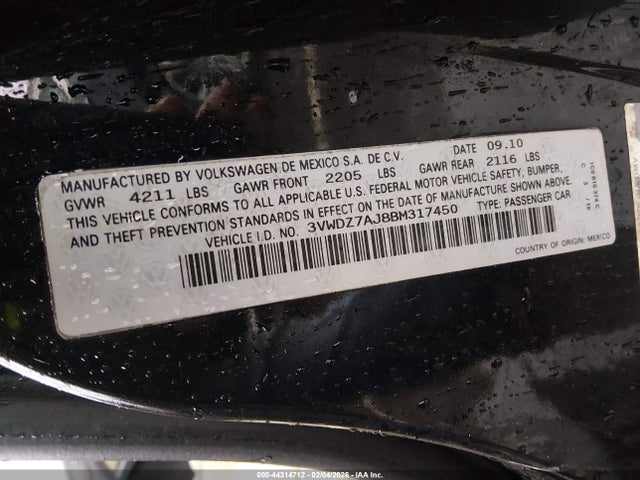 MANUFACTURED BY VOLKSWAGEN DE MEXICO S.A. DE C.V. DATE 09.10
GVWR 4211 LBS GAWR FRONT 2205 LBS GAWR REAR 2116 LBS
THIS VEHICLE CONFORMS TO ALL APPLICABLE U.S. FEDERAL MOTOR VEHICLE SAFETY, BUMPER,
AND THEFT PREVENTION STANDARDS IN EFFECT ON THE DATE OF MANUFACTURE SHOWN ABOVE.
VEHICLE I.D. NO. 3VWDZ7AJ8BM317450 TYPE: PASSENGER CAR
COUNTRY OF ORIGIN: MEXICO
000-44314712 - 02/04/2026 - IAA Inc.